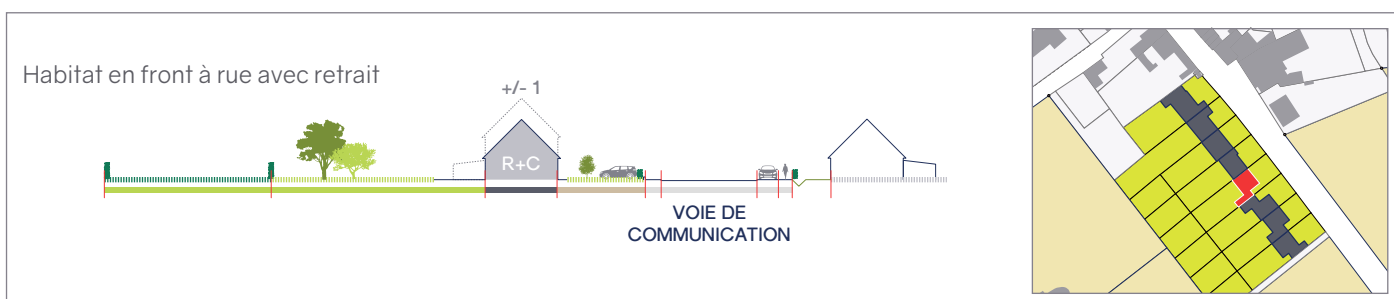 Habitat en front à rue avec retrait
+/- 1
R+C
VOIE DE
COMMUNICATION